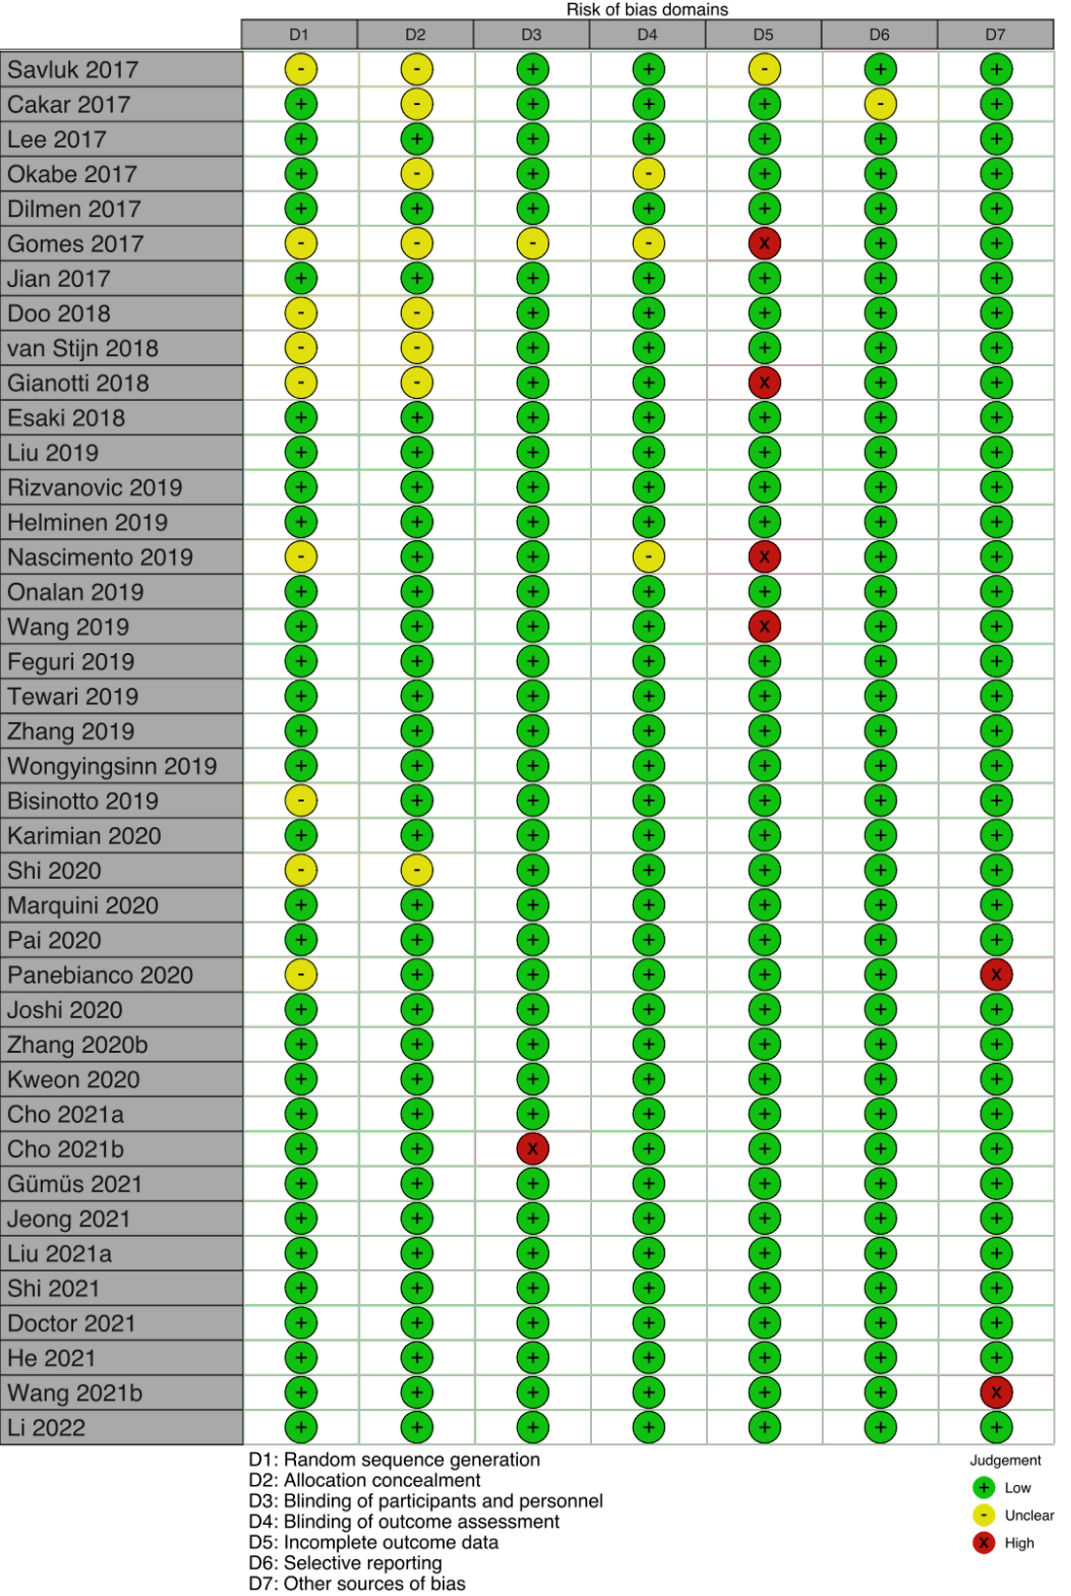 Risk of bias domains
D1 D2 D3 D4 D5 D6 D7
Savluk 2017 - - + + - + +
Cakar 2017 + - + + + - +
Lee 2017 + + + + + + +
Okabe 2017 + - + - + + +
Dilmen 2017 + + + + + + +
Gomes 2017 - - - - X + +
Jian 2017 + + + + + + +
Doo 2018 - - + + + + +
van Stijn 2018 - - + + + + +
Gianotti 2018 - - + + X + +
Esaki 2018 + + + + + + +
Liu 2019 + + + + + + +
Rizvanovic 2019 + + + + + + +
Helminen 2019 + + + + + + +
Nascimento 2019 - + + - X + +
Onalan 2019 + + + + + + +
Wang 2019 + + + + X + +
Feguri 2019 + + + + + + +
Tewari 2019 + + + + + + +
Zhang 2019 + + + + + + +
Wongyingsinn 2019 + + + + + + +
Bisinotto 2019 - + + + + + +
Karimian 2020 + + + + + + +
Shi 2020 - - + + + + +
Marquini 2020 + + + + + + +
Pai 2020 + + + + + + +
Panebianco 2020 - + + + + + X
Joshi 2020 + + + + + + +
Zhang 2020b + + + + + + +
Kweon 2020 + + + + + + +
Cho 2021a + + + + + + +
Cho 2021b + + X + + + +
Gümüs 2021 + + + + + + +
Jeong 2021 + + + + + + +
Liu 2021a + + + + + + +
Shi 2021 + + + + + + +
Doctor 2021 + + + + + + +
He 2021 + + + + + + +
Wang 2021b + + + + + + X
Li 2022 + + + + + + +
D1: Random sequence generation
D2: Allocation concealment
D3: Blinding of participants and personnel
D4: Blinding of outcome assessment
D5: Incomplete outcome data
D6: Selective reporting
D7: Other sources of bias
Judgement
+ Low
- Unclear
X High